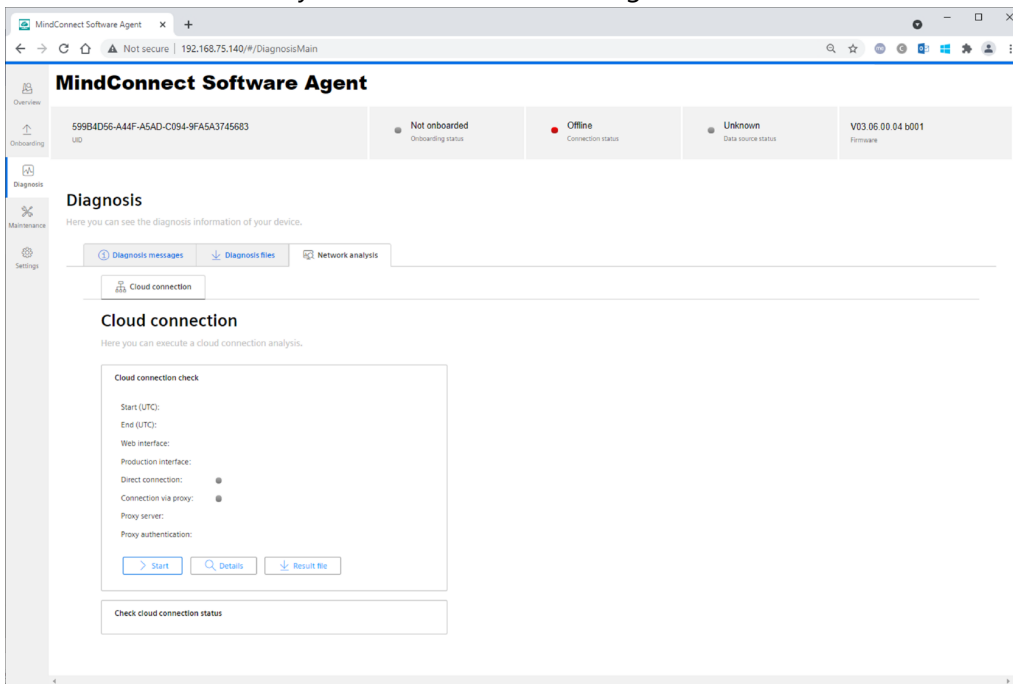 MindConnect Software Agent
Not secure | 192.168.75.140/#/DiagnosisMain
Overview
Onboarding
Diagnosis
Maintenance
Settings
MindConnect Software Agent
599B4D56-A44F-A5AD-C094-9FA5A3745683
UID
Not onboarded
Onboarding status
Offline
Connection status
Unknown
Data source status
V03.06.00.04 b001
Firmware
Diagnosis
Here you can see the diagnosis information of your device.
Diagnosis messages
Diagnosis files
Network analysis
Cloud connection
Cloud connection
Here you can execute a cloud connection analysis.
Cloud connection check
Start (UTC):
End (UTC):
Web interface:
Production interface:
Direct connection:
Connection via proxy:
Proxy server:
Proxy authentication:
Start
Details
Result file
Check cloud connection status